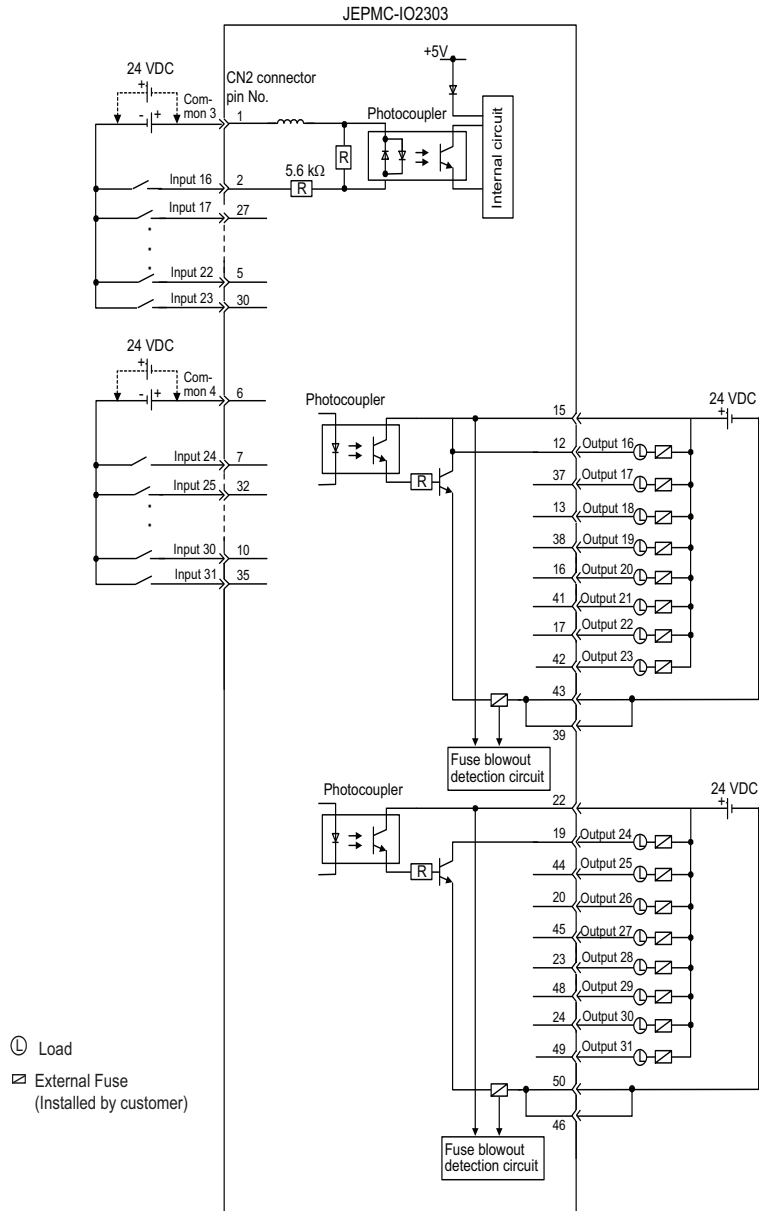 JEPMC-IO2303
24 VDC
+
- +
Com-
mon 3
CN2 connector
pin No.
1
+5V
Photocoupler
R
5.6 kΩ
R
Internal circuit
Input 16 2
Input 17 27
Input 22 5
Input 23 30
24 VDC
+
- +
Com-
mon 4
6
Input 24 7
Input 25 32
Input 30 10
Input 31 35
Photocoupler
R
15
24 VDC
+
12 Output 16 L
37 Output 17 L
13 Output 18 L
38 Output 19 L
16 Output 20 L
41 Output 21 L
17 Output 22 L
42 Output 23 L
43
39
Fuse blowout
detection circuit
Photocoupler
R
22
24 VDC
+
19 Output 24 L
44 Output 25 L
20 Output 26 L
45 Output 27 L
23 Output 28 L
48 Output 29 L
24 Output 30 L
49 Output 31 L
50
46
Fuse blowout
detection circuit
L Load
External Fuse
(Installed by customer)